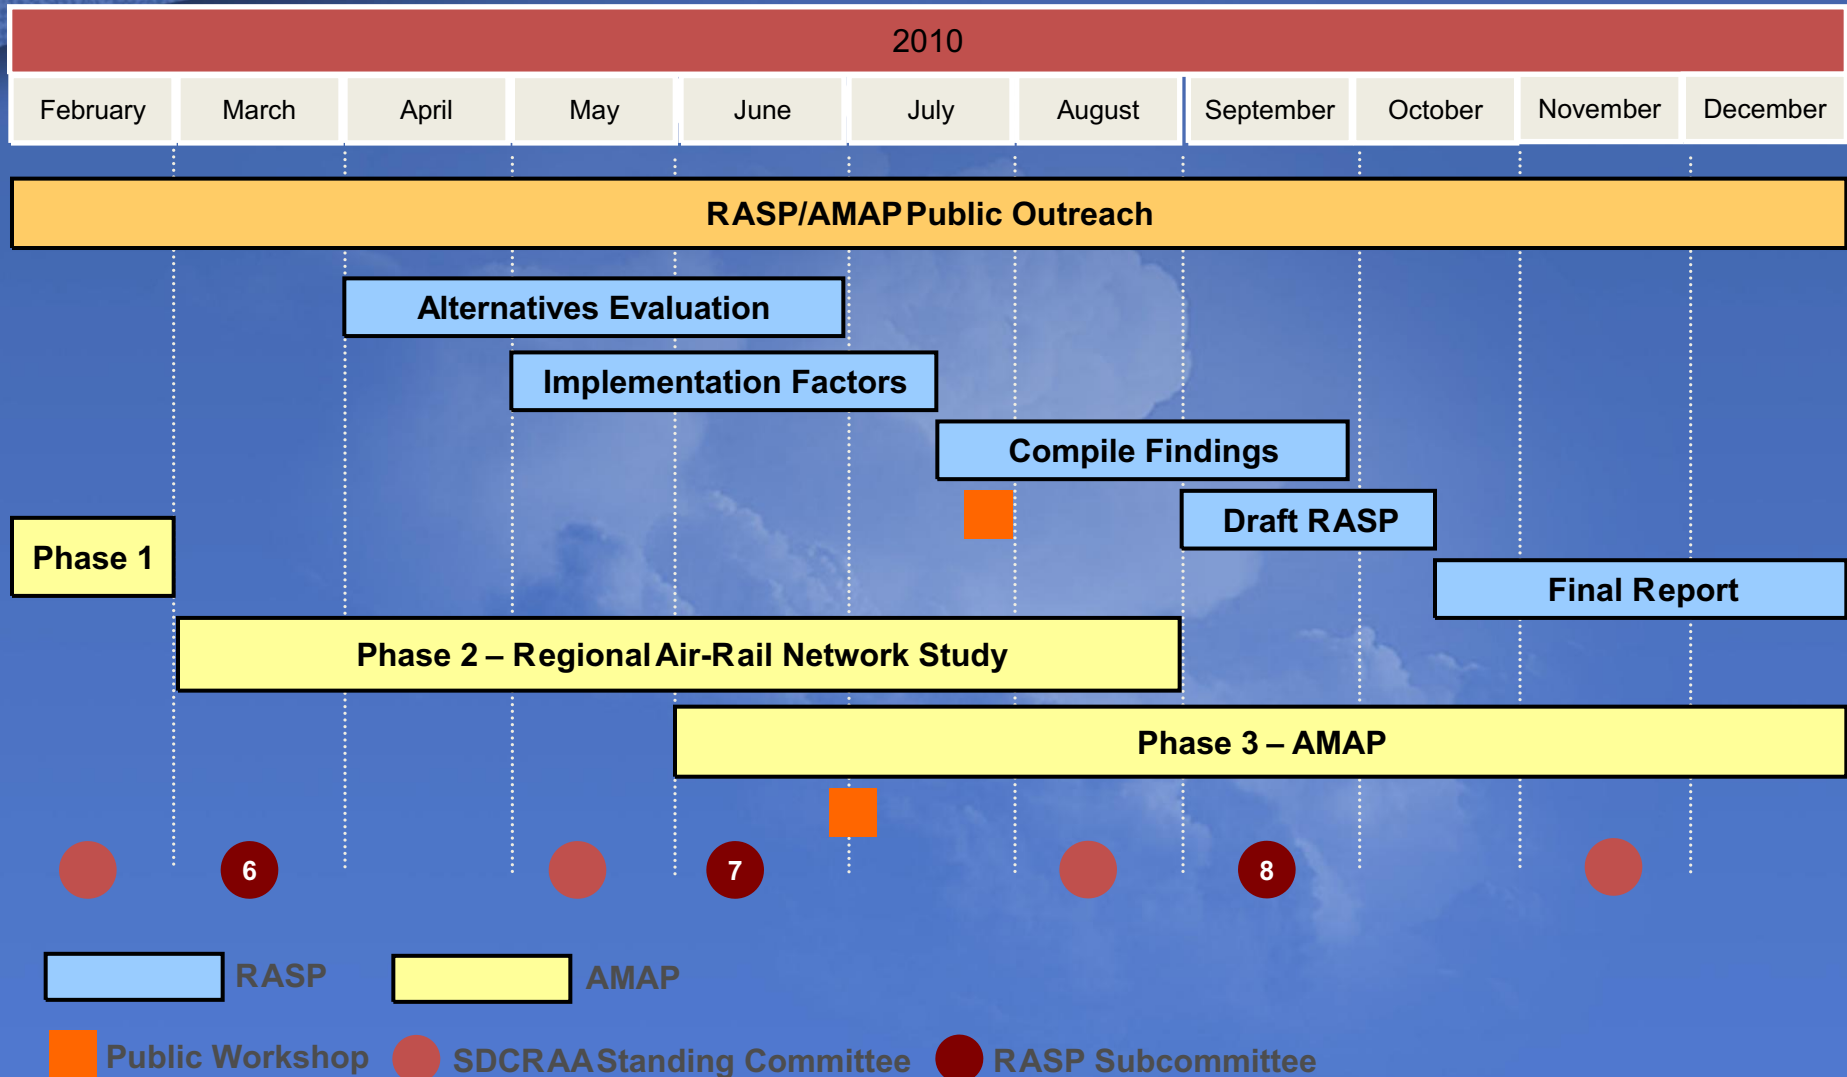 2010
February March April May June July August September October November December
RASP/AMAP Public Outreach
Alternatives Evaluation
Implementation Factors
Compile Findings
Draft RASP
Phase 1
Final Report
Phase 2 – Regional Air-Rail Network Study
Phase 3 – AMAP
6 7 8
RASP AMAP
Public Workshop SDCRAA Standing Committee RASP Subcommittee